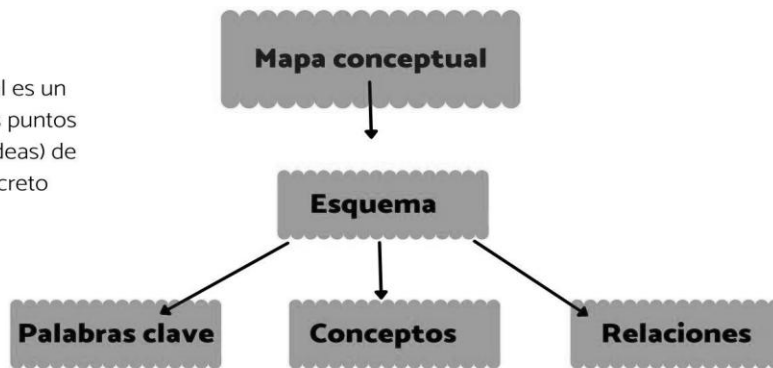 Mapa conceptual
l es un
s puntos
deas) de
creto
Esquema
Palabras clave
Conceptos
Relaciones